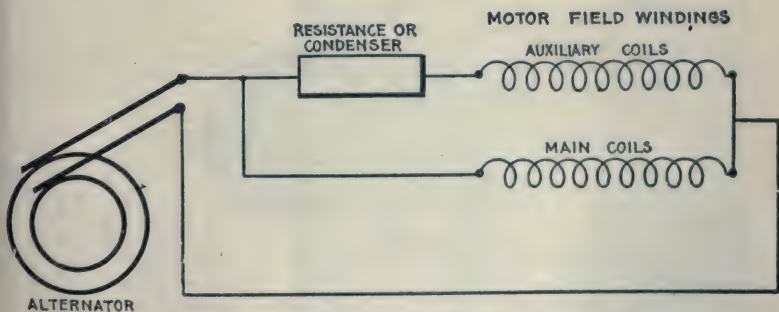 MOTOR FIELD WINDINGS
RESISTANCE OR
CONDENSER
AUXILIARY COILS
MAIN COILS
ALTERNATOR